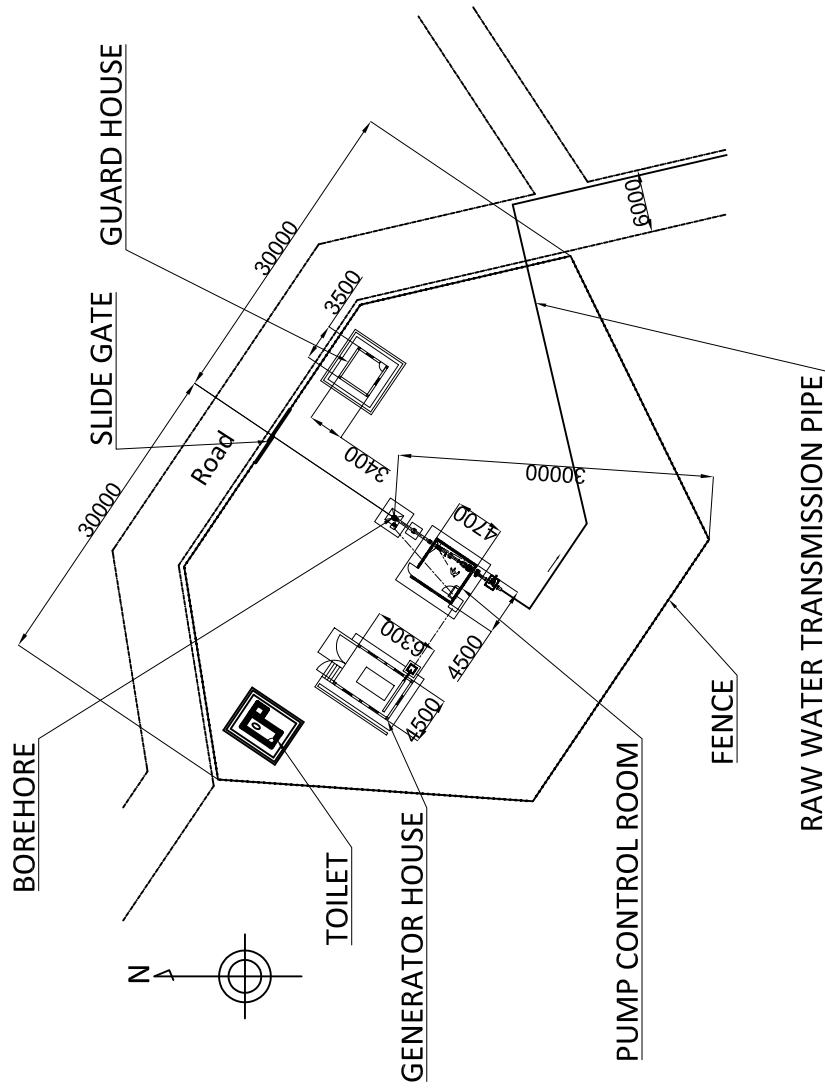 GUARD HOUSE
SLIDE GATE
BOREHORE
TOILET
GENERATOR HOUSE
PUMP CONTROL ROOM
FENCE
RAW WATER TRANSMISSION PIPE
Road
N
30000
30000
30000
3500
3400
4700
4500
6300
4500
6000